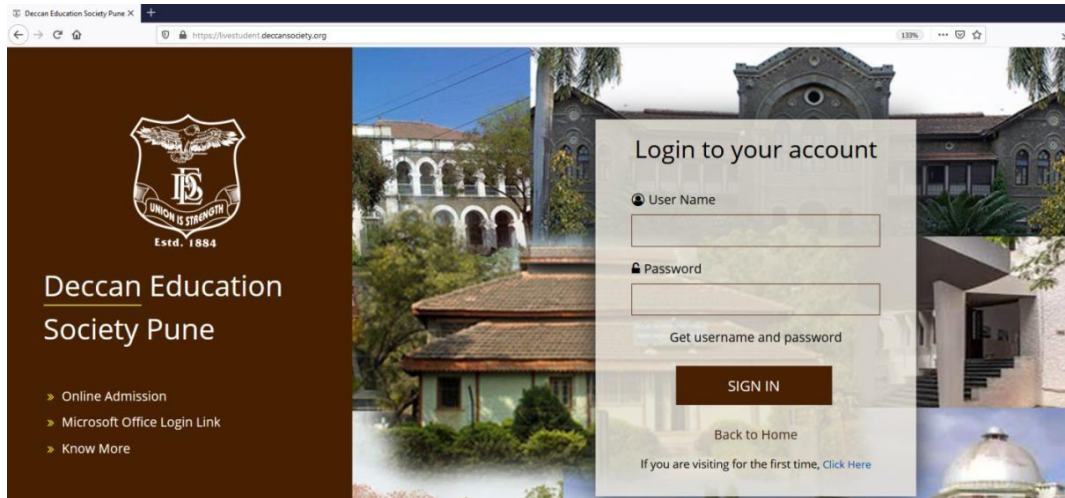 Deccan Education Society Pune
https://livestudent.deccansociety.org
133%
DES
UNION IS STRENGTH
Estd. 1884
Deccan Education
Society Pune
Online Admission
Microsoft Office Login Link
Know More
Login to your account
User Name
Password
Get username and password
SIGN IN
Back to Home
If you are visiting for the first time, Click Here